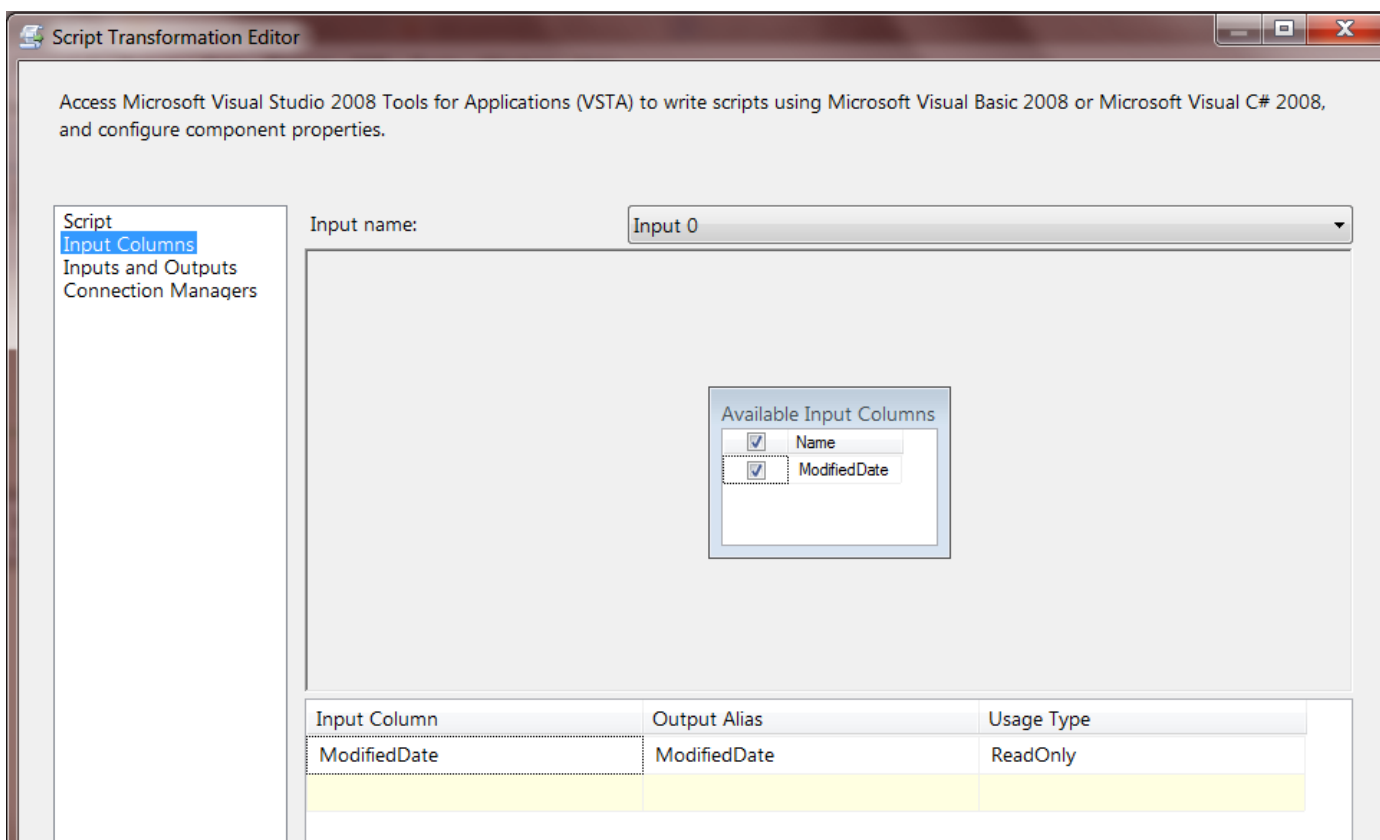 Script Transformation Editor
Access Microsoft Visual Studio 2008 Tools for Applications (VSTA) to write scripts using Microsoft Visual Basic 2008 or Microsoft Visual C# 2008,
and configure component properties.
Script
Input Columns
Inputs and Outputs
Connection Managers
Input name:
Input 0
Available Input Columns
Name
ModifiedDate
Input Column Output Alias Usage Type
ModifiedDate ModifiedDate ReadOnly